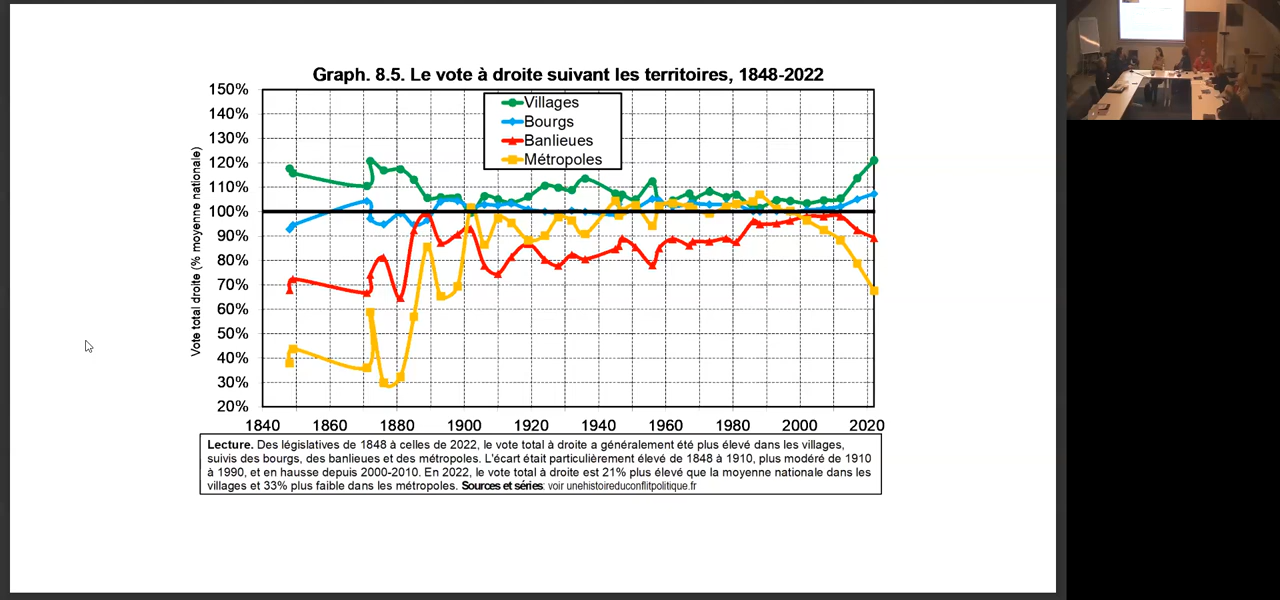 Graph. 8.5. Le vote à droite suivant les territoires, 1848-2022
Vote total droite (% moyenne nationale)
150%
140%
130%
120%
110%
100%
90%
80%
70%
60%
50%
40%
30%
20%
Villages
Bourgs
Banlieues
Métropoles
1840 1860 1880 1900 1920 1940 1960 1980 2000 2020
Lecture. Des législatives de 1848 à celles de 2022, le vote total à droite a généralement été plus élevé dans les villages,
suivis des bourgs, des banlieues et des métropoles. L'écart était particulièrement élevé de 1848 à 1910, plus modéré de 1910
à 1990, et en hausse depuis 2000-2010. En 2022, le vote total à droite est 21% plus élevé que la moyenne nationale dans les
villages et 33% plus faible dans les métropoles. Sources et séries: voir unehistoireduconflitpolitique.fr